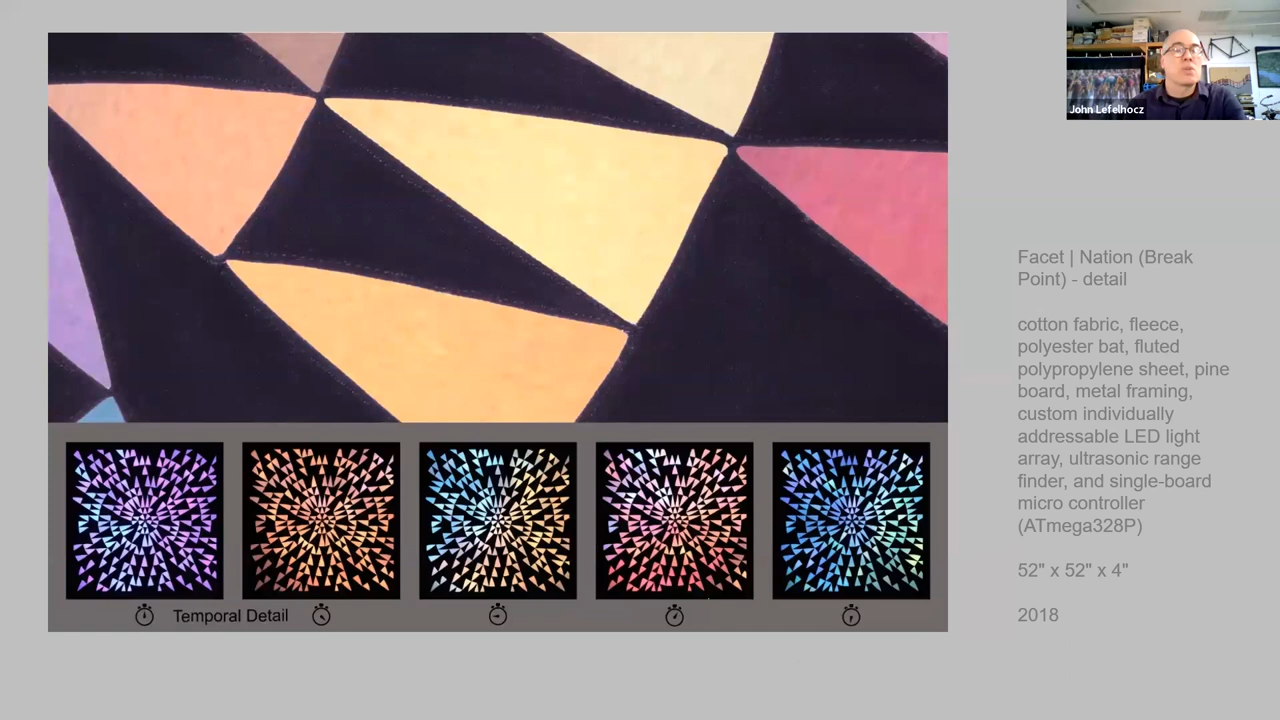 John Lefelhocz
Facet | Nation (Break
Point) - detail
cotton fabric, fleece,
polyester bat, fluted
polypropylene sheet, pine
board, metal framing,
custom individually
addressable LED light
array, ultrasonic range
finder, and single-board
micro controller
(ATmega328P)
52" x 52" x 4"
2018
Temporal Detail